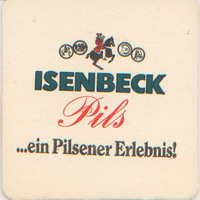 ISENBECK
Pils
...ein Pilsener Erlebnis!